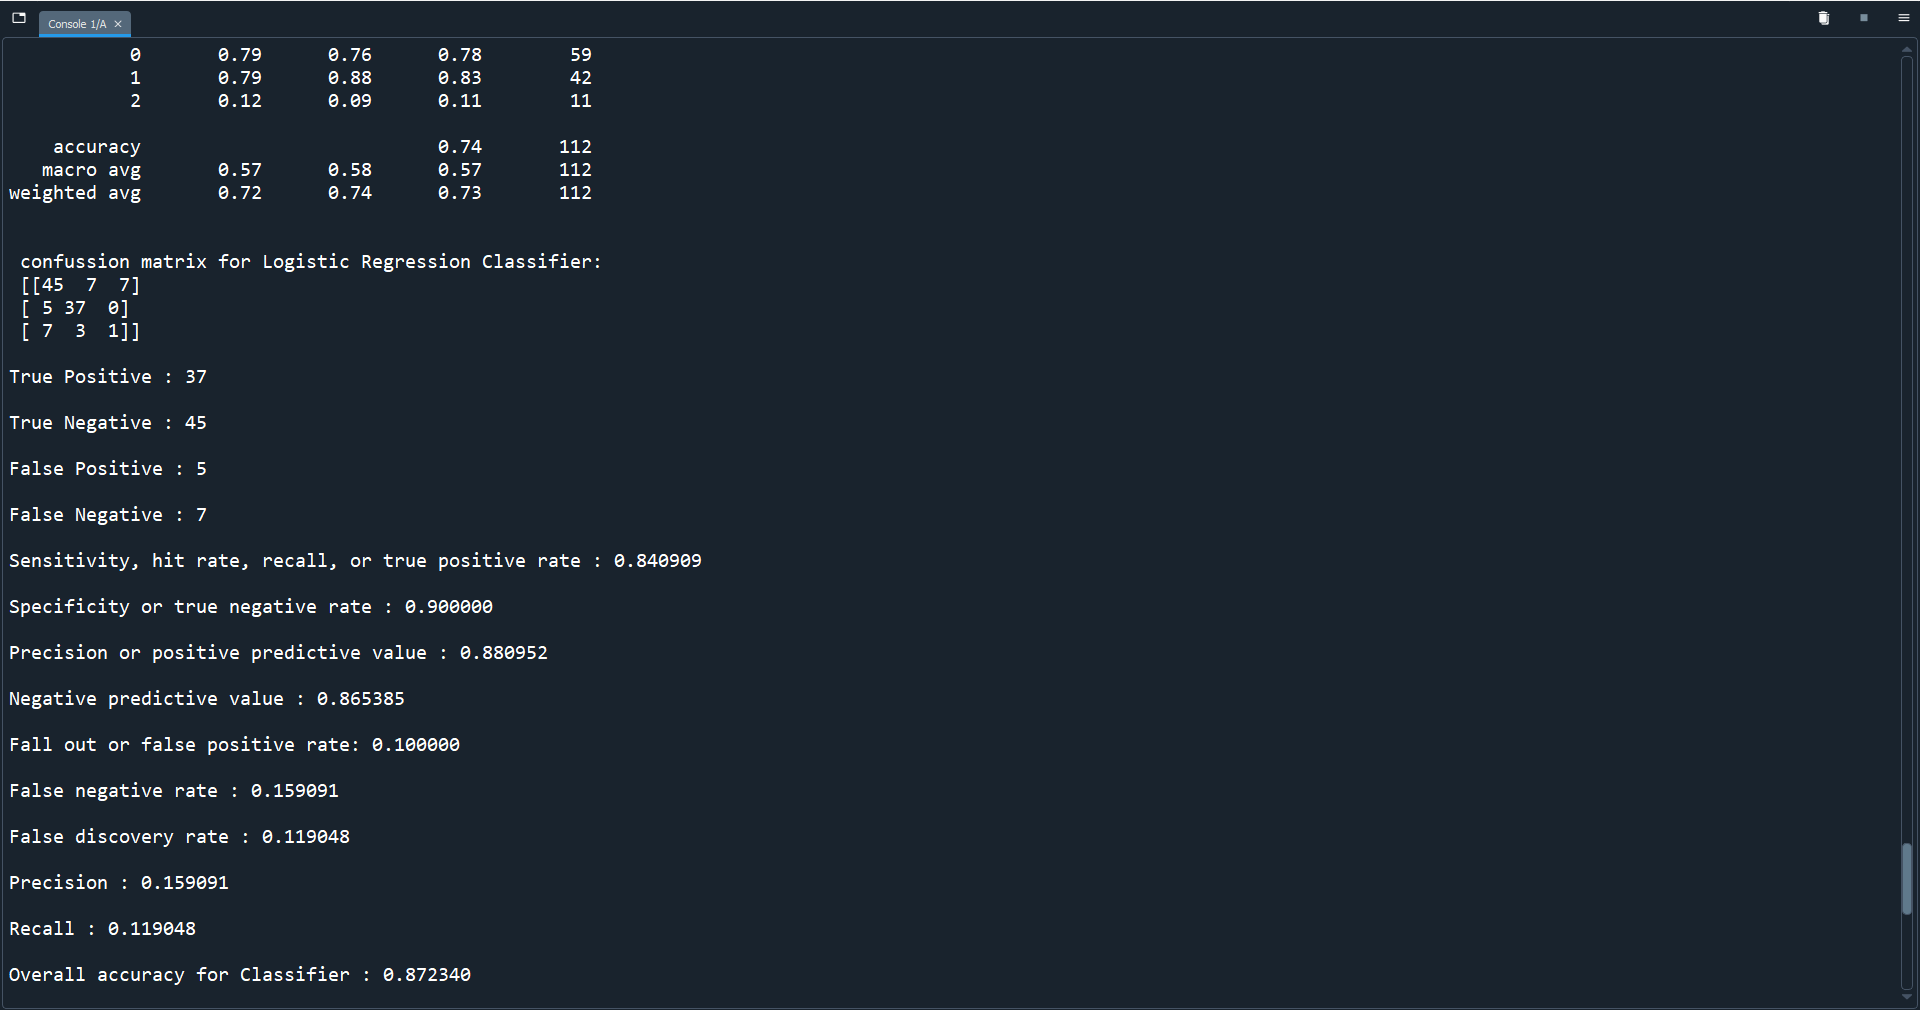 Console 1/A
0 0.79 0.76 0.78 59
1 0.79 0.88 0.83 42
2 0.12 0.09 0.11 11
accuracy 0.74 112
macro avg 0.57 0.58 0.57 112
weighted avg 0.72 0.74 0.73 112
confussion matrix for Logistic Regression Classifier:
[[45 7 7]
[ 5 37 0]
[ 7 3 1]]
True Positive : 37
True Negative : 45
False Positive : 5
False Negative : 7
Sensitivity, hit rate, recall, or true positive rate : 0.840909
Specificity or true negative rate : 0.900000
Precision or positive predictive value : 0.880952
Negative predictive value : 0.865385
Fall out or false positive rate: 0.100000
False negative rate : 0.159091
False discovery rate : 0.119048
Precision : 0.159091
Recall : 0.119048
Overall accuracy for Classifier : 0.872340